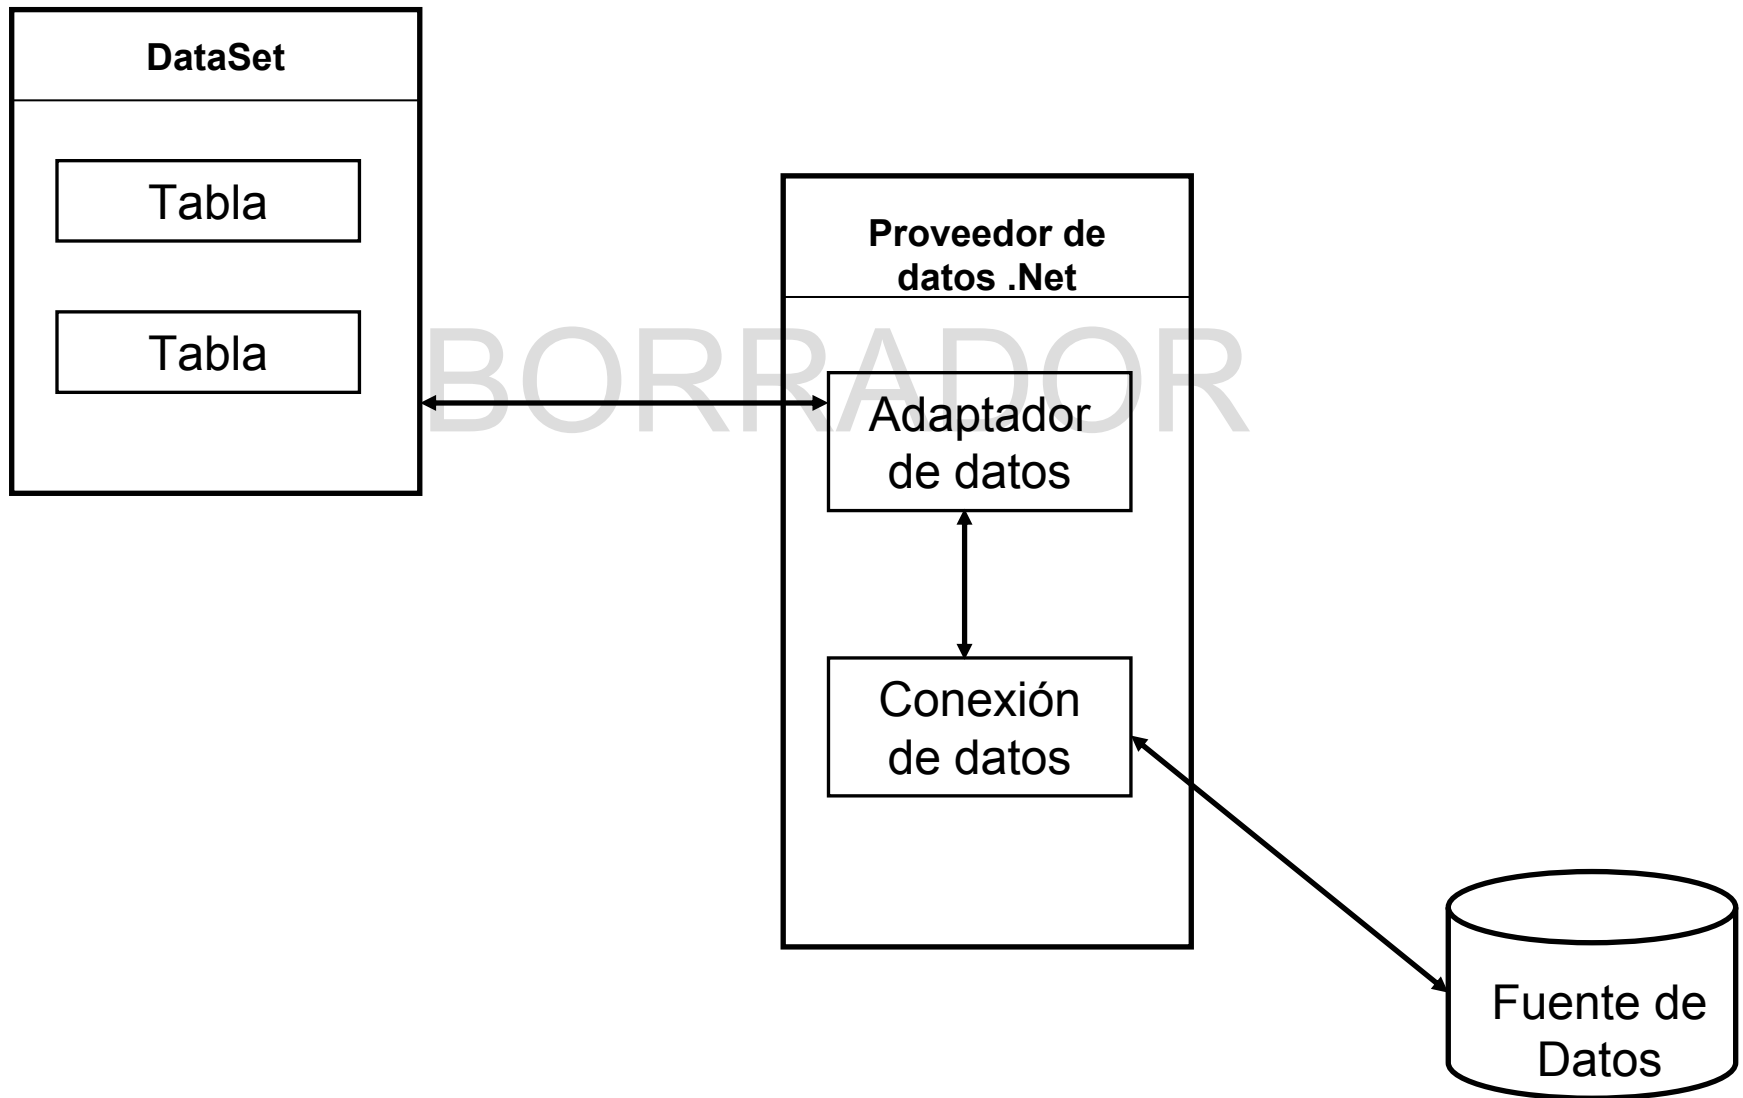 DataSet
Tabla
Tabla
Proveedor de
datos .Net
BORRADOR
Adaptador
de datos
Conexión
de datos
Fuente de
Datos